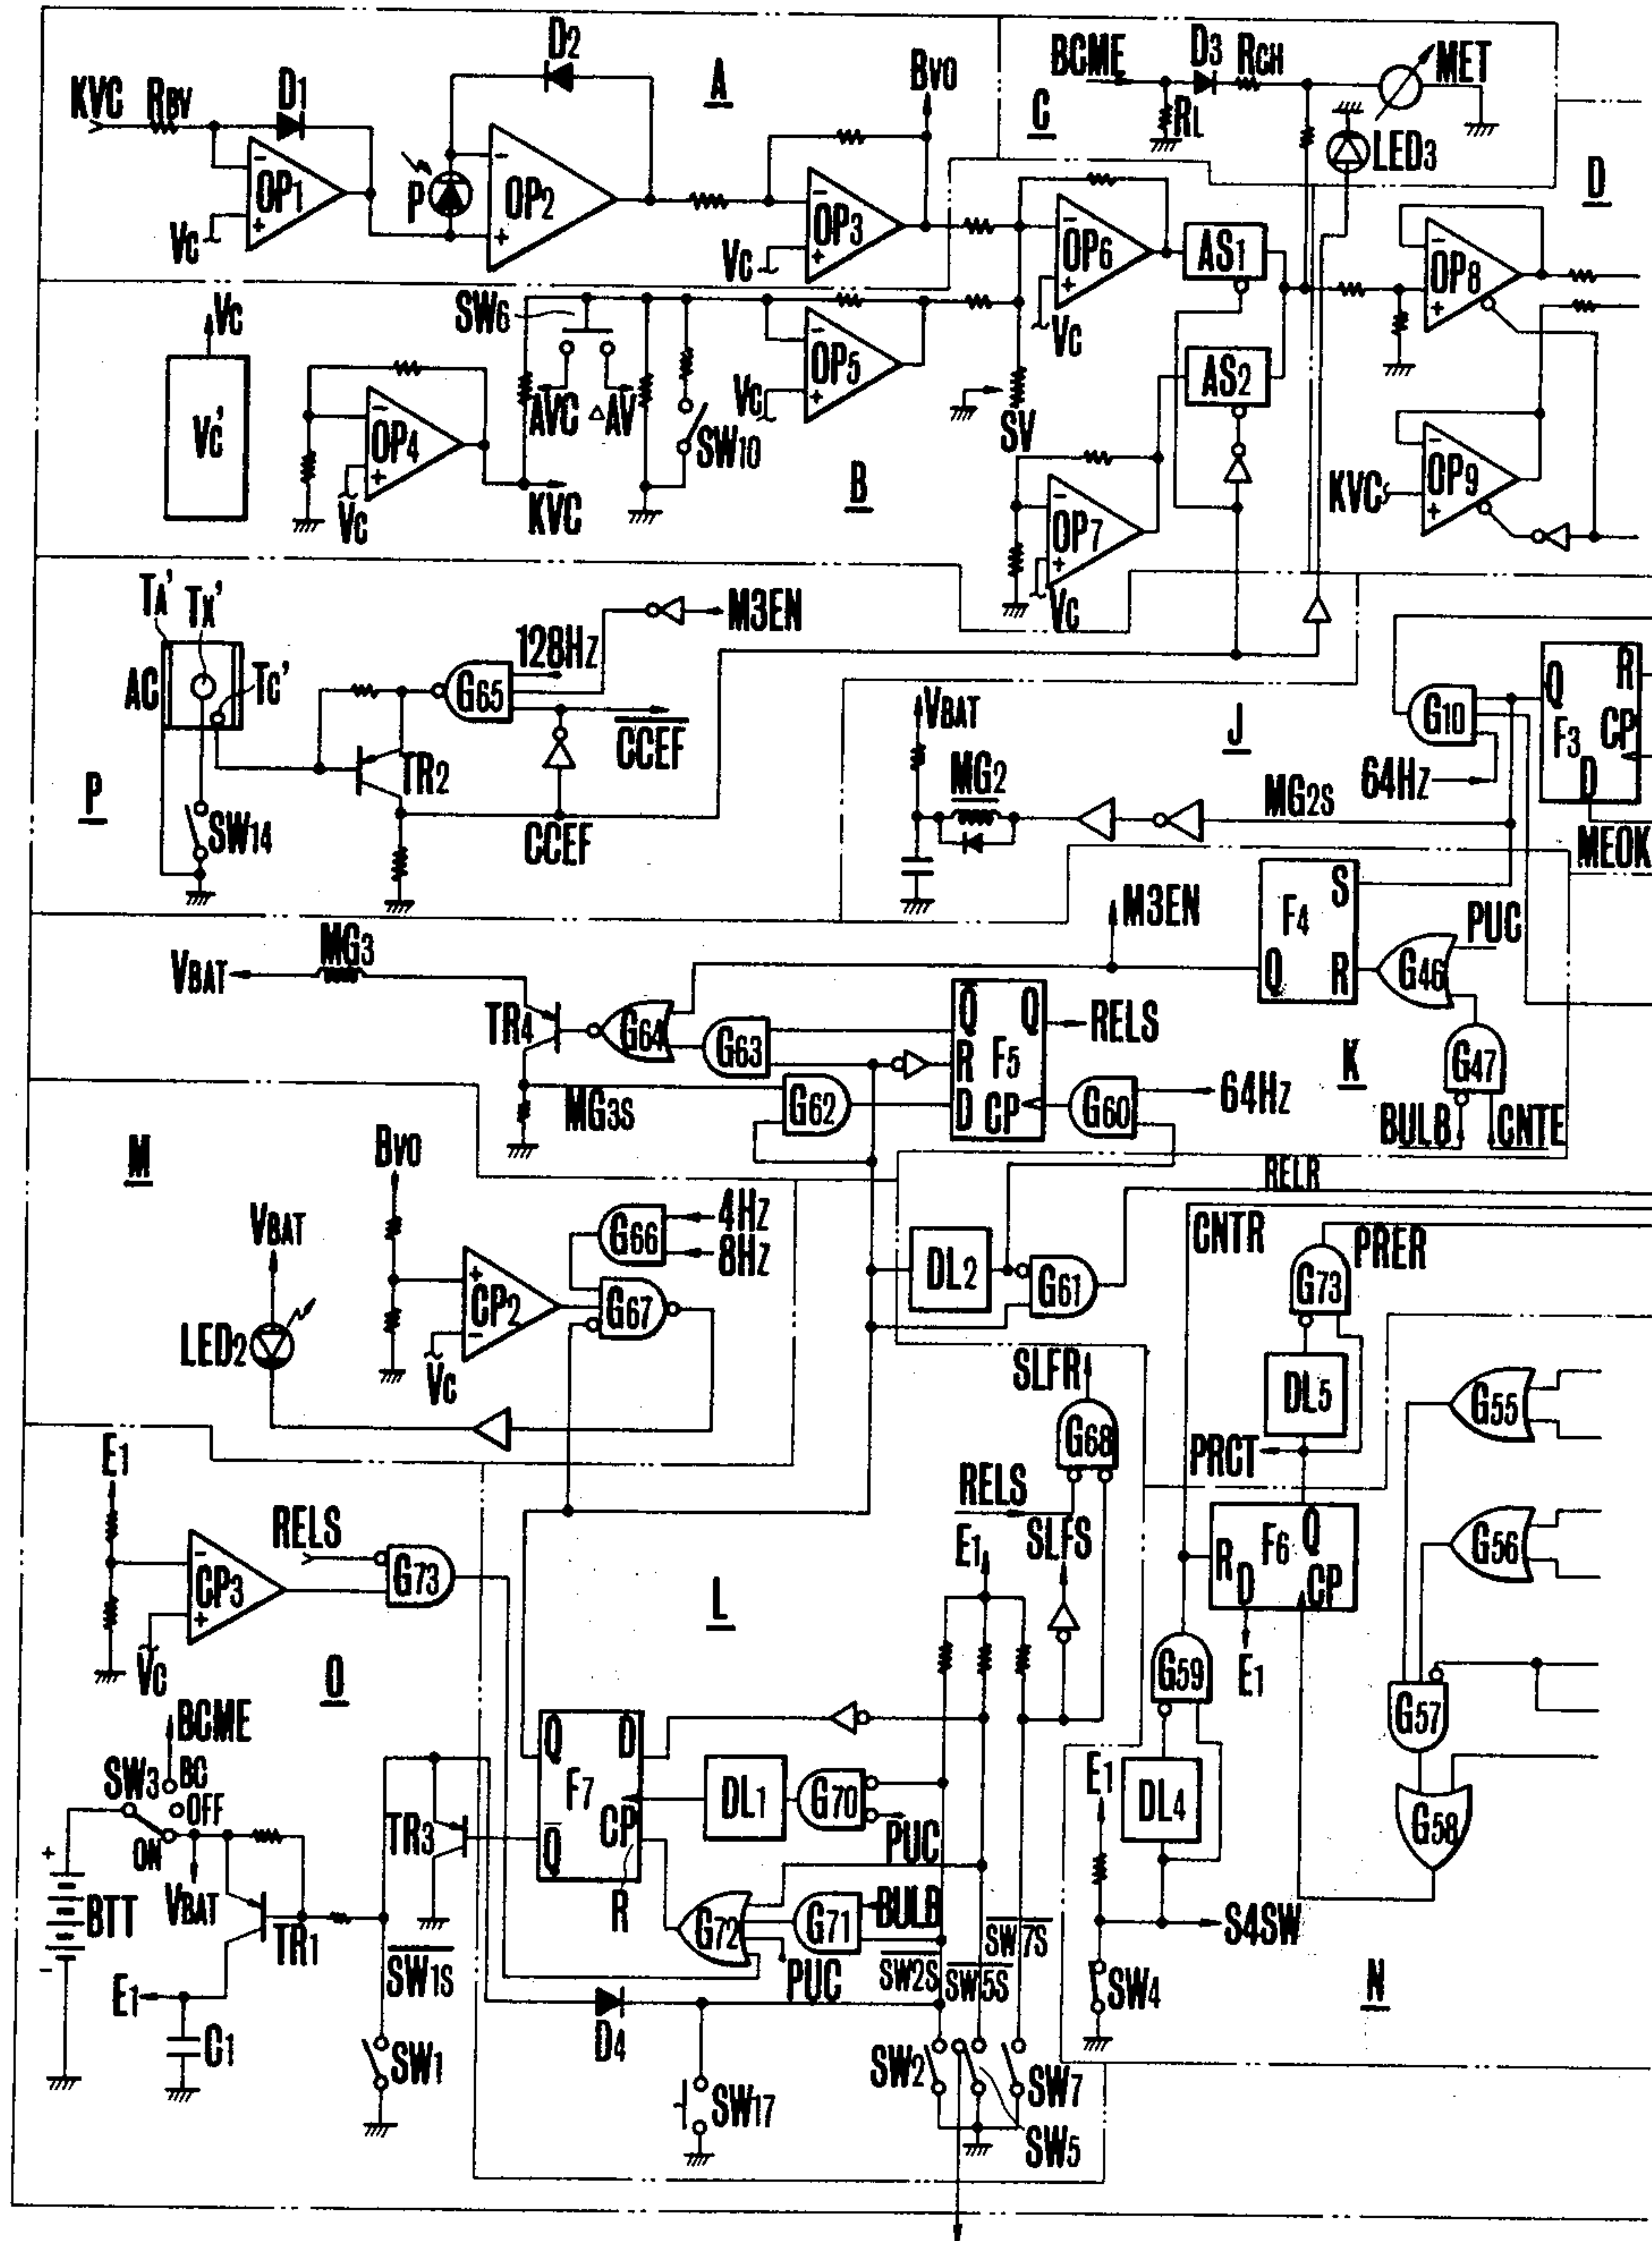 D2
A
BVO
BCME
D3
RCH
MET
KVC
RBV
D1
C
RL
LED3
D
OP1
P
OP2
OP3
VC
VC
OP6
AS1
OP8
VC
SW6
VC
OP5
AS2
VC'
AVC
△AV
VC
SW10
SV
OP4
B
OP9
KVC
VC
KVC
OP7
VC
TA'
TX'
M3EN
128Hz
AC
TC'
G65
VBAT
J
G10
Q
R
F3
CP
D
CCEF
TR2
MG2
64Hz
MG2S
P
SW14
CCEF
MEOK
M3EN
F4
S
PUC
MG3
Q
R
G46
VBAT
TR4
G64
G63
Q
Q
RELS
R
F5
K
G47
G62
D
CP
G60
64Hz
MG3S
BULB
CNTE
M
BVO
RELR
4Hz
G66
8Hz
CNTR
PRER
VBAT
DL2
G61
G73
CP2
G67
LED2
VC
SLFR
DL5
G55
G68
PRCT
E1
RELS
RELS
E1
SLFS
Q
F6
R
D
CP
G56
CP3
G73
L
VC
O
G59
E1
G57
BCME
SW3
BC
OFF
ON
Q
D
F7
CP
Q
DL1
G70
E1
DL4
G58
TR3
PUC
BTT
VBAT
TR1
R
G72
G71
BULB
SW7S
S4SW
SW1S
PUC
SW2S
SW5S
SW4
N
E1
C1
D4
SW1
SW2
SW7
SW17
SW5
+
-